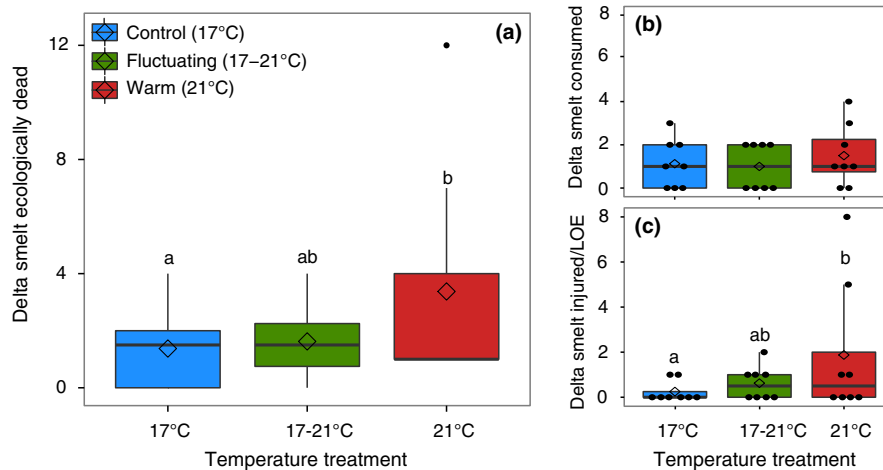 (a)
Control (17°C)
Fluctuating (17–21°C)
Warm (21°C)
Delta smelt ecologically dead
12
8
4
0
a
ab
b
17°C
17-21°C
21°C
Temperature treatment
(b)
Delta smelt consumed
8
6
4
2
0
(c)
Delta smelt injured/LOE
8
6
4
2
0
a
ab
b
17°C
17-21°C
21°C
Temperature treatment